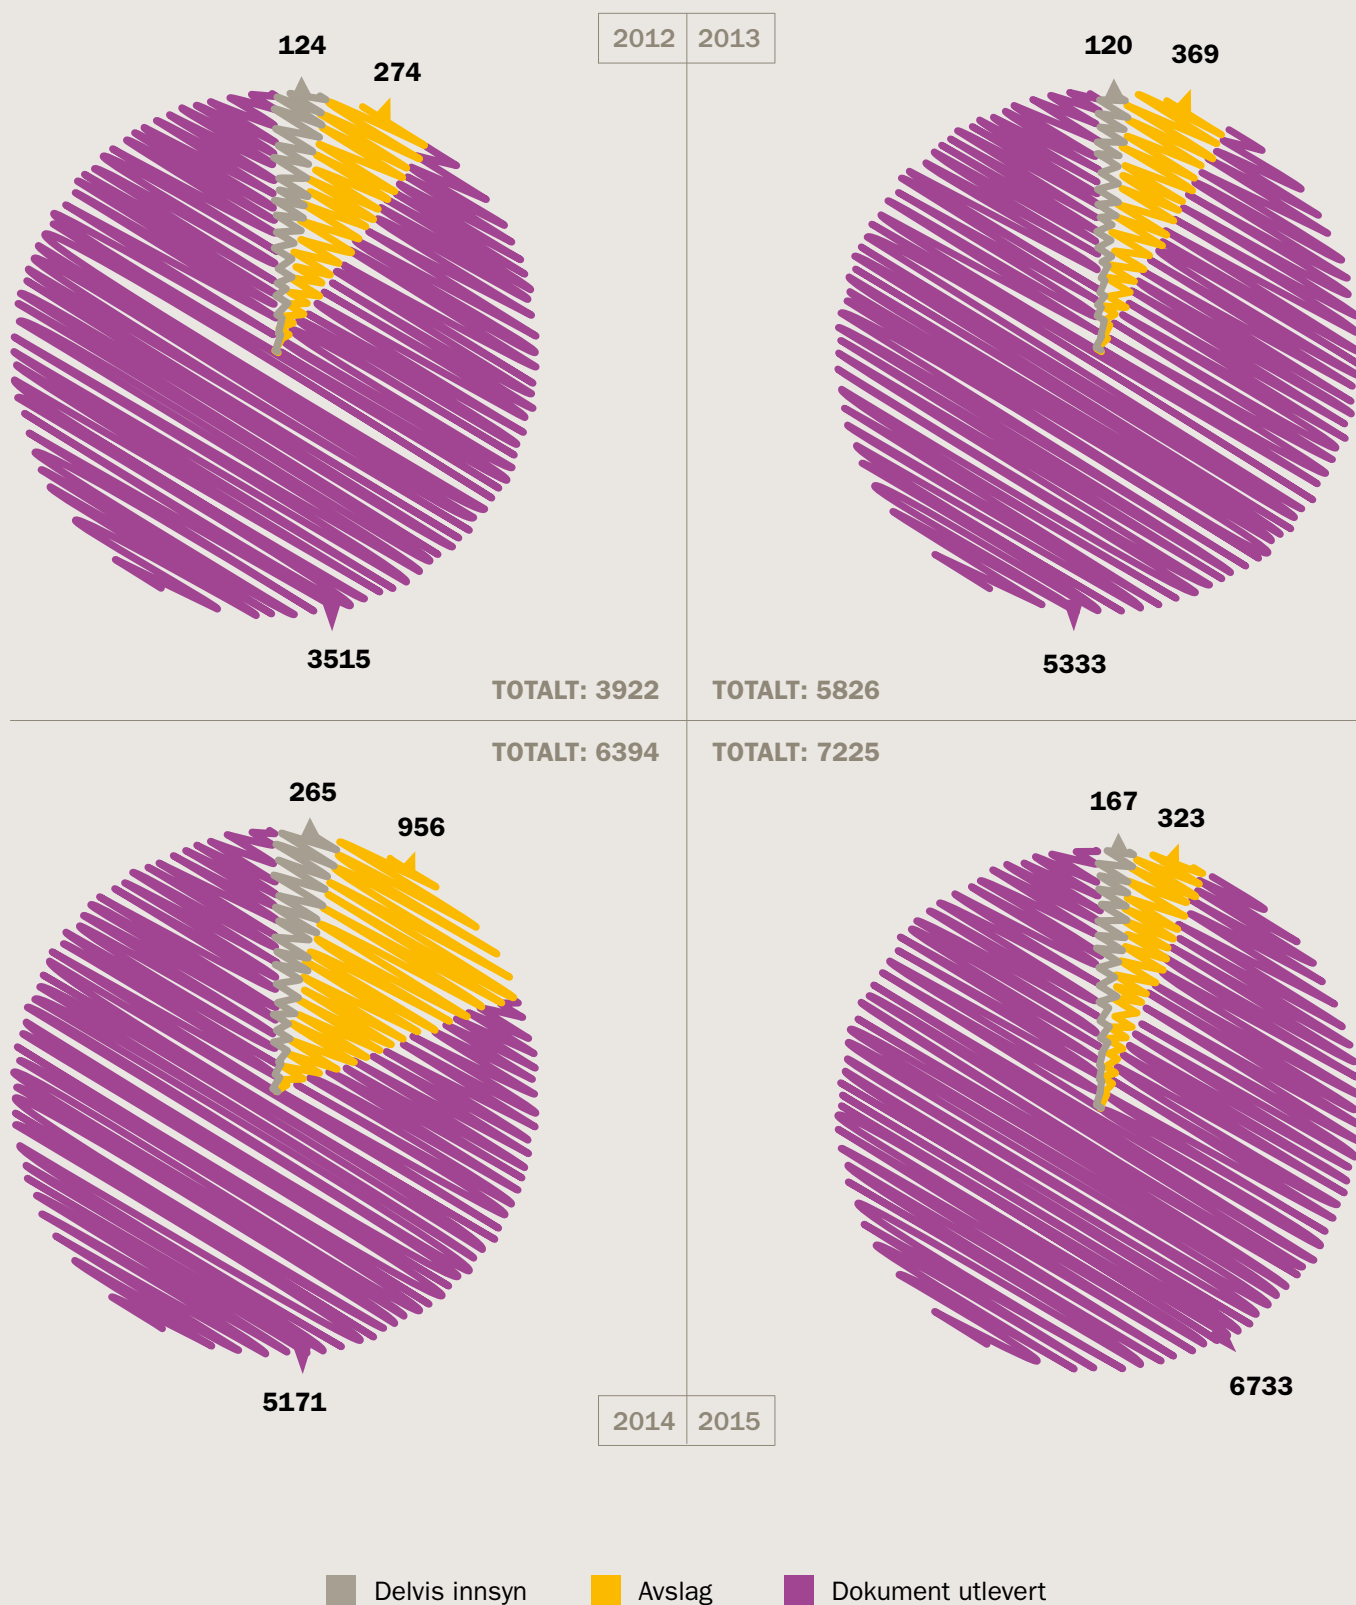 2012 2013
124
274
3515
TOTALT: 3922
120
369
5333
TOTALT: 5826
TOTALT: 6394
265
956
5171
TOTALT: 7225
167
323
6733
2014 2015
Delvis innsyn Avslag Dokument utlevert